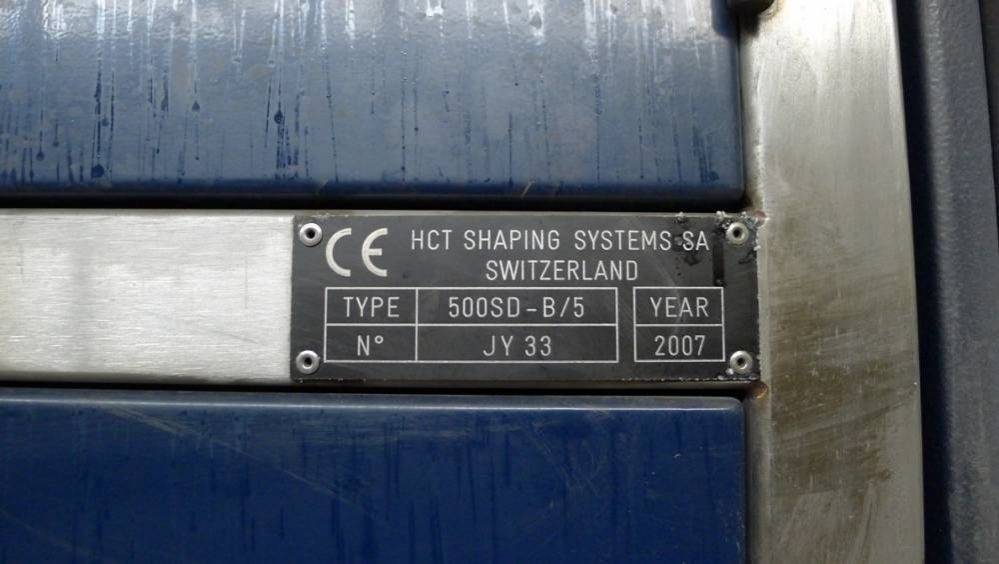 CE HCT SHAPING SYSTEMS SA
SWITZERLAND
TYPE 500SD-B/5 YEAR
N° JY 33 2007